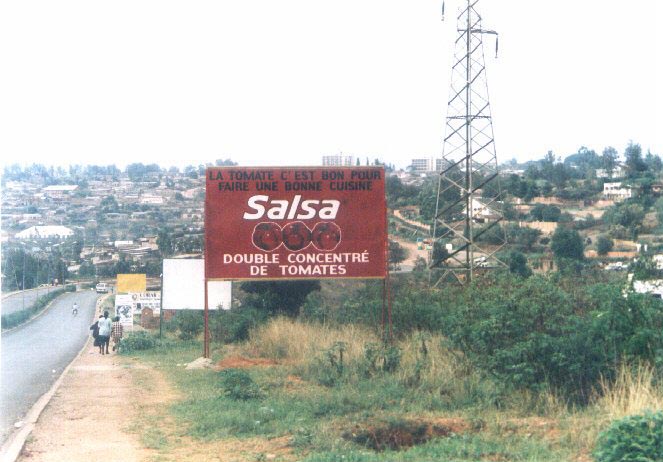 LA TOMATE C'EST BON POUR
FAIRE UNE BONNE CUISINE
Salsa
DOUBLE CONCENTRÉ
DE TOMATES